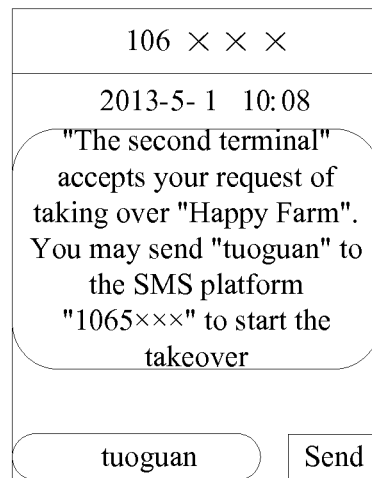 106 × × ×
2013-5- 1 10:08
"The second terminal"
accepts your request of
taking over "Happy Farm".
You may send "tuoguan" to
the SMS platform
"1065×××" to start the
takeover
tuoguan
Send